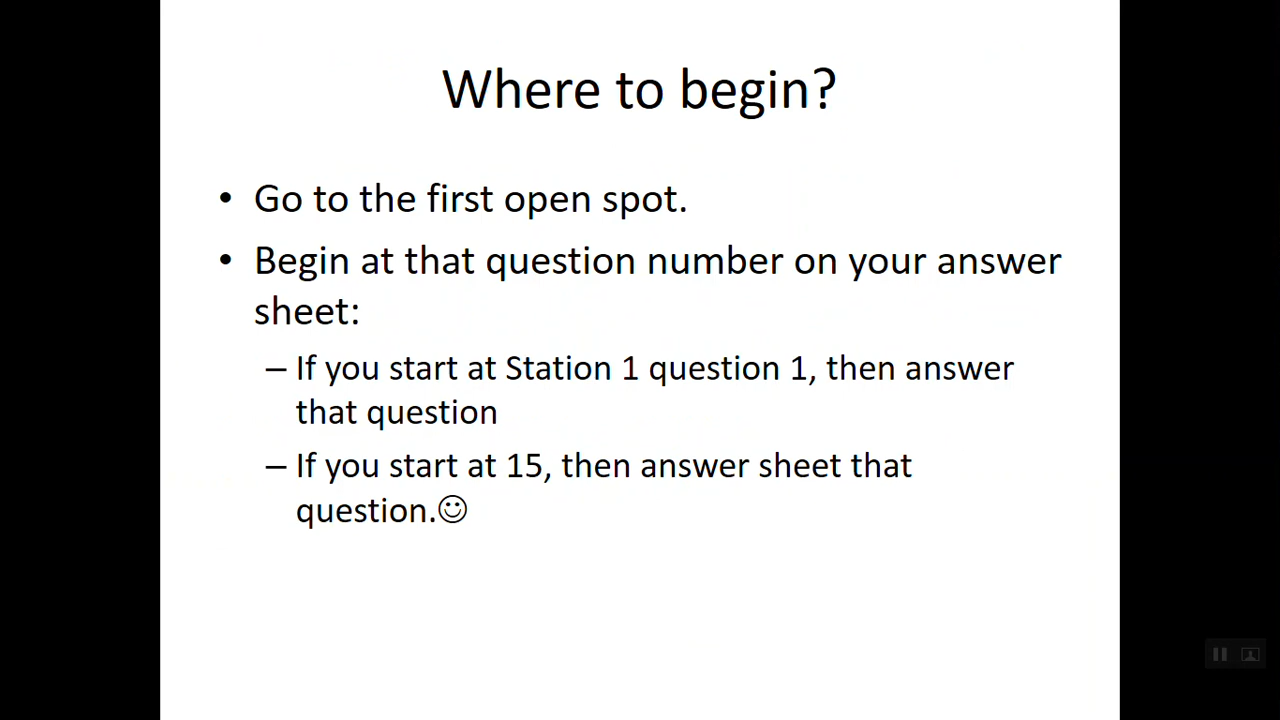 Where to begin?
• Go to the first open spot.
• Begin at that question number on your answer
sheet:
– If you start at Station 1 question 1, then answer
that question
– If you start at 15, then answer sheet that
question.☺